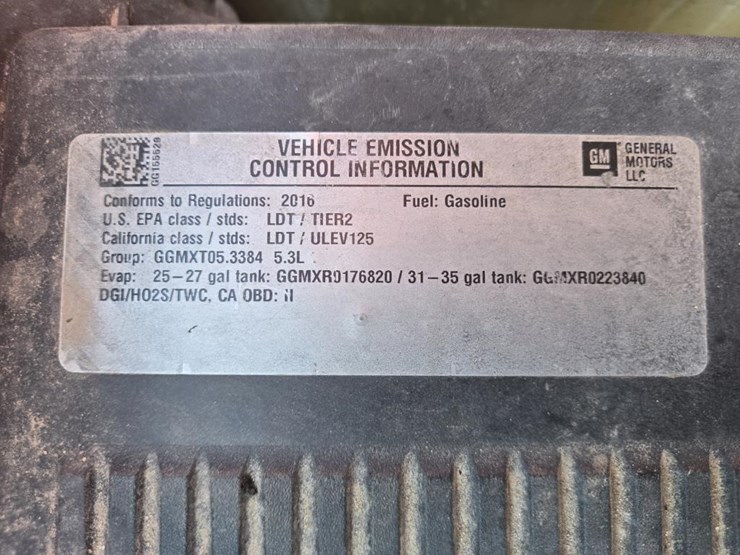 VEHICLE EMISSION
CONTROL INFORMATION
GM GENERAL
MOTORS
LLC
Conforms to Regulations: 2016 Fuel: Gasoline
U.S. EPA class / stds: LDT / TIER2
California class / stds: LDT / ULEV125
Group: GGMXT05.3384 5.3L
Evap: 25-27 gal tank: GGMXR0176820 / 31-35 gal tank: GGMXR0223840
DGI/HO2S/TWC, CA OBD: II